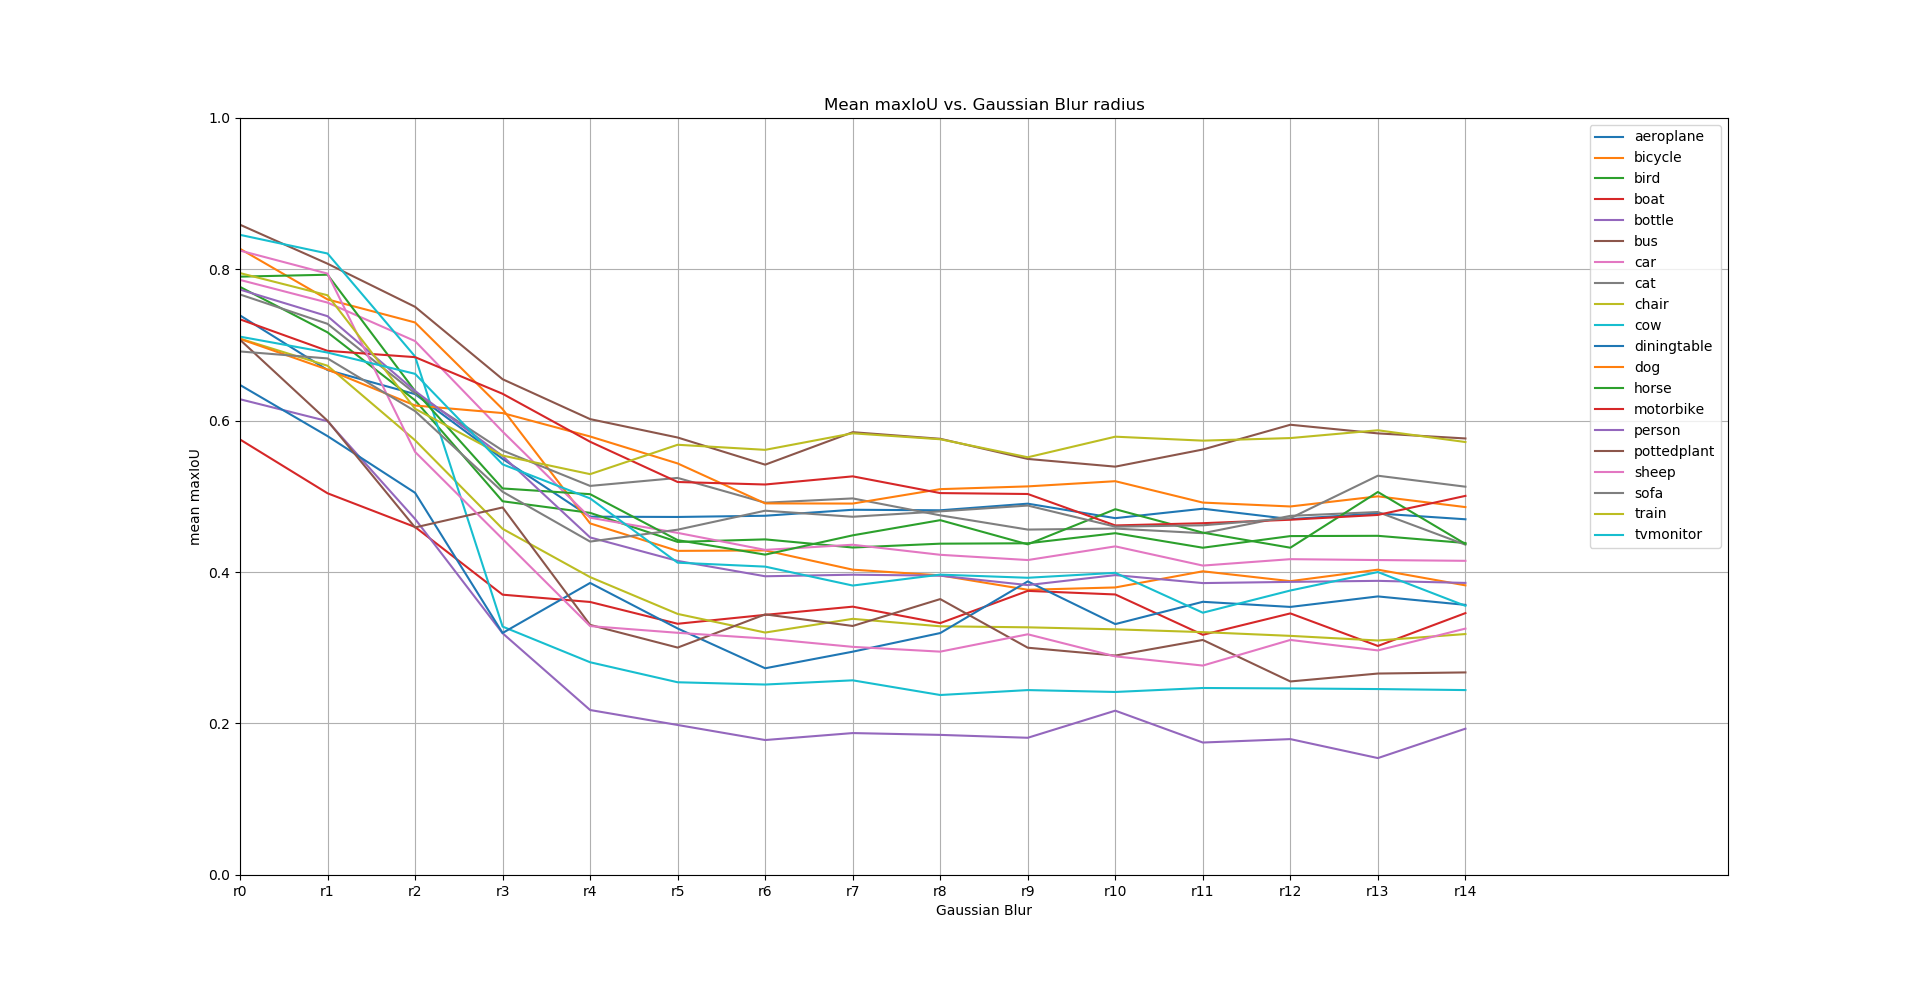 Mean maxIoU vs. Gaussian Blur radius
1.0
0.8
0.6
0.4
0.2
0.0
mean maxIoU
r0 r1 r2 r3 r4 r5 r6 r7 r8 r9 r10 r11 r12 r13 r14
Gaussian Blur
aeroplane
bicycle
bird
boat
bottle
bus
car
cat
chair
cow
diningtable
dog
horse
motorbike
person
pottedplant
sheep
sofa
train
tvmonitor